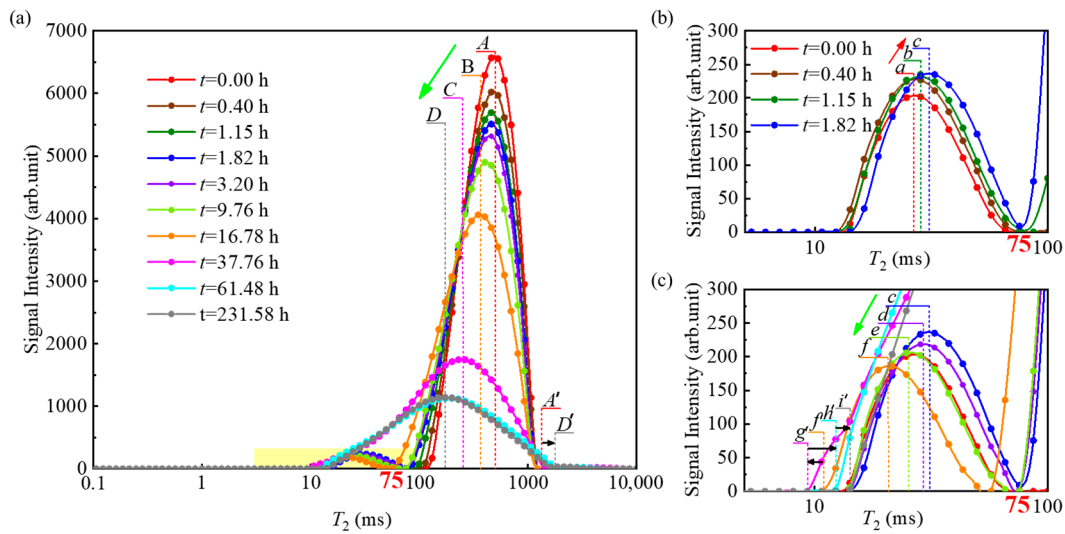 (a)
7000
6000
5000
4000
3000
2000
1000
0
Signal Intensity (arb.unit)
t=0.00 h
t=0.40 h
t=1.15 h
t=1.82 h
t=3.20 h
t=9.76 h
t=16.78 h
t=37.76 h
t=61.48 h
t=231.58 h
A
B
C
D
A'
D'
0.1
1
10
75
100
1000
10,000
T2 (ms)
(b)
300
250
200
150
100
50
0
Signal Intensity (arb.unit)
c
b
a
t=0.00 h
t=0.40 h
t=1.15 h
t=1.82 h
10
75
100
T2 (ms)
(c)
300
250
200
150
100
50
0
Signal Intensity (arb.unit)
c
d
e
f
i'
h'
f'
g'
10
75
100
T2 (ms)